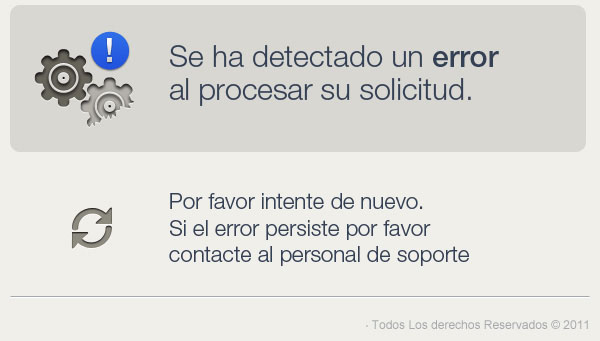 Se ha detectado un error
al procesar su solicitud.
Por favor intente de nuevo.
Si el error persiste por favor
contacte al personal de soporte
· Todos Los derechos Reservados © 2011